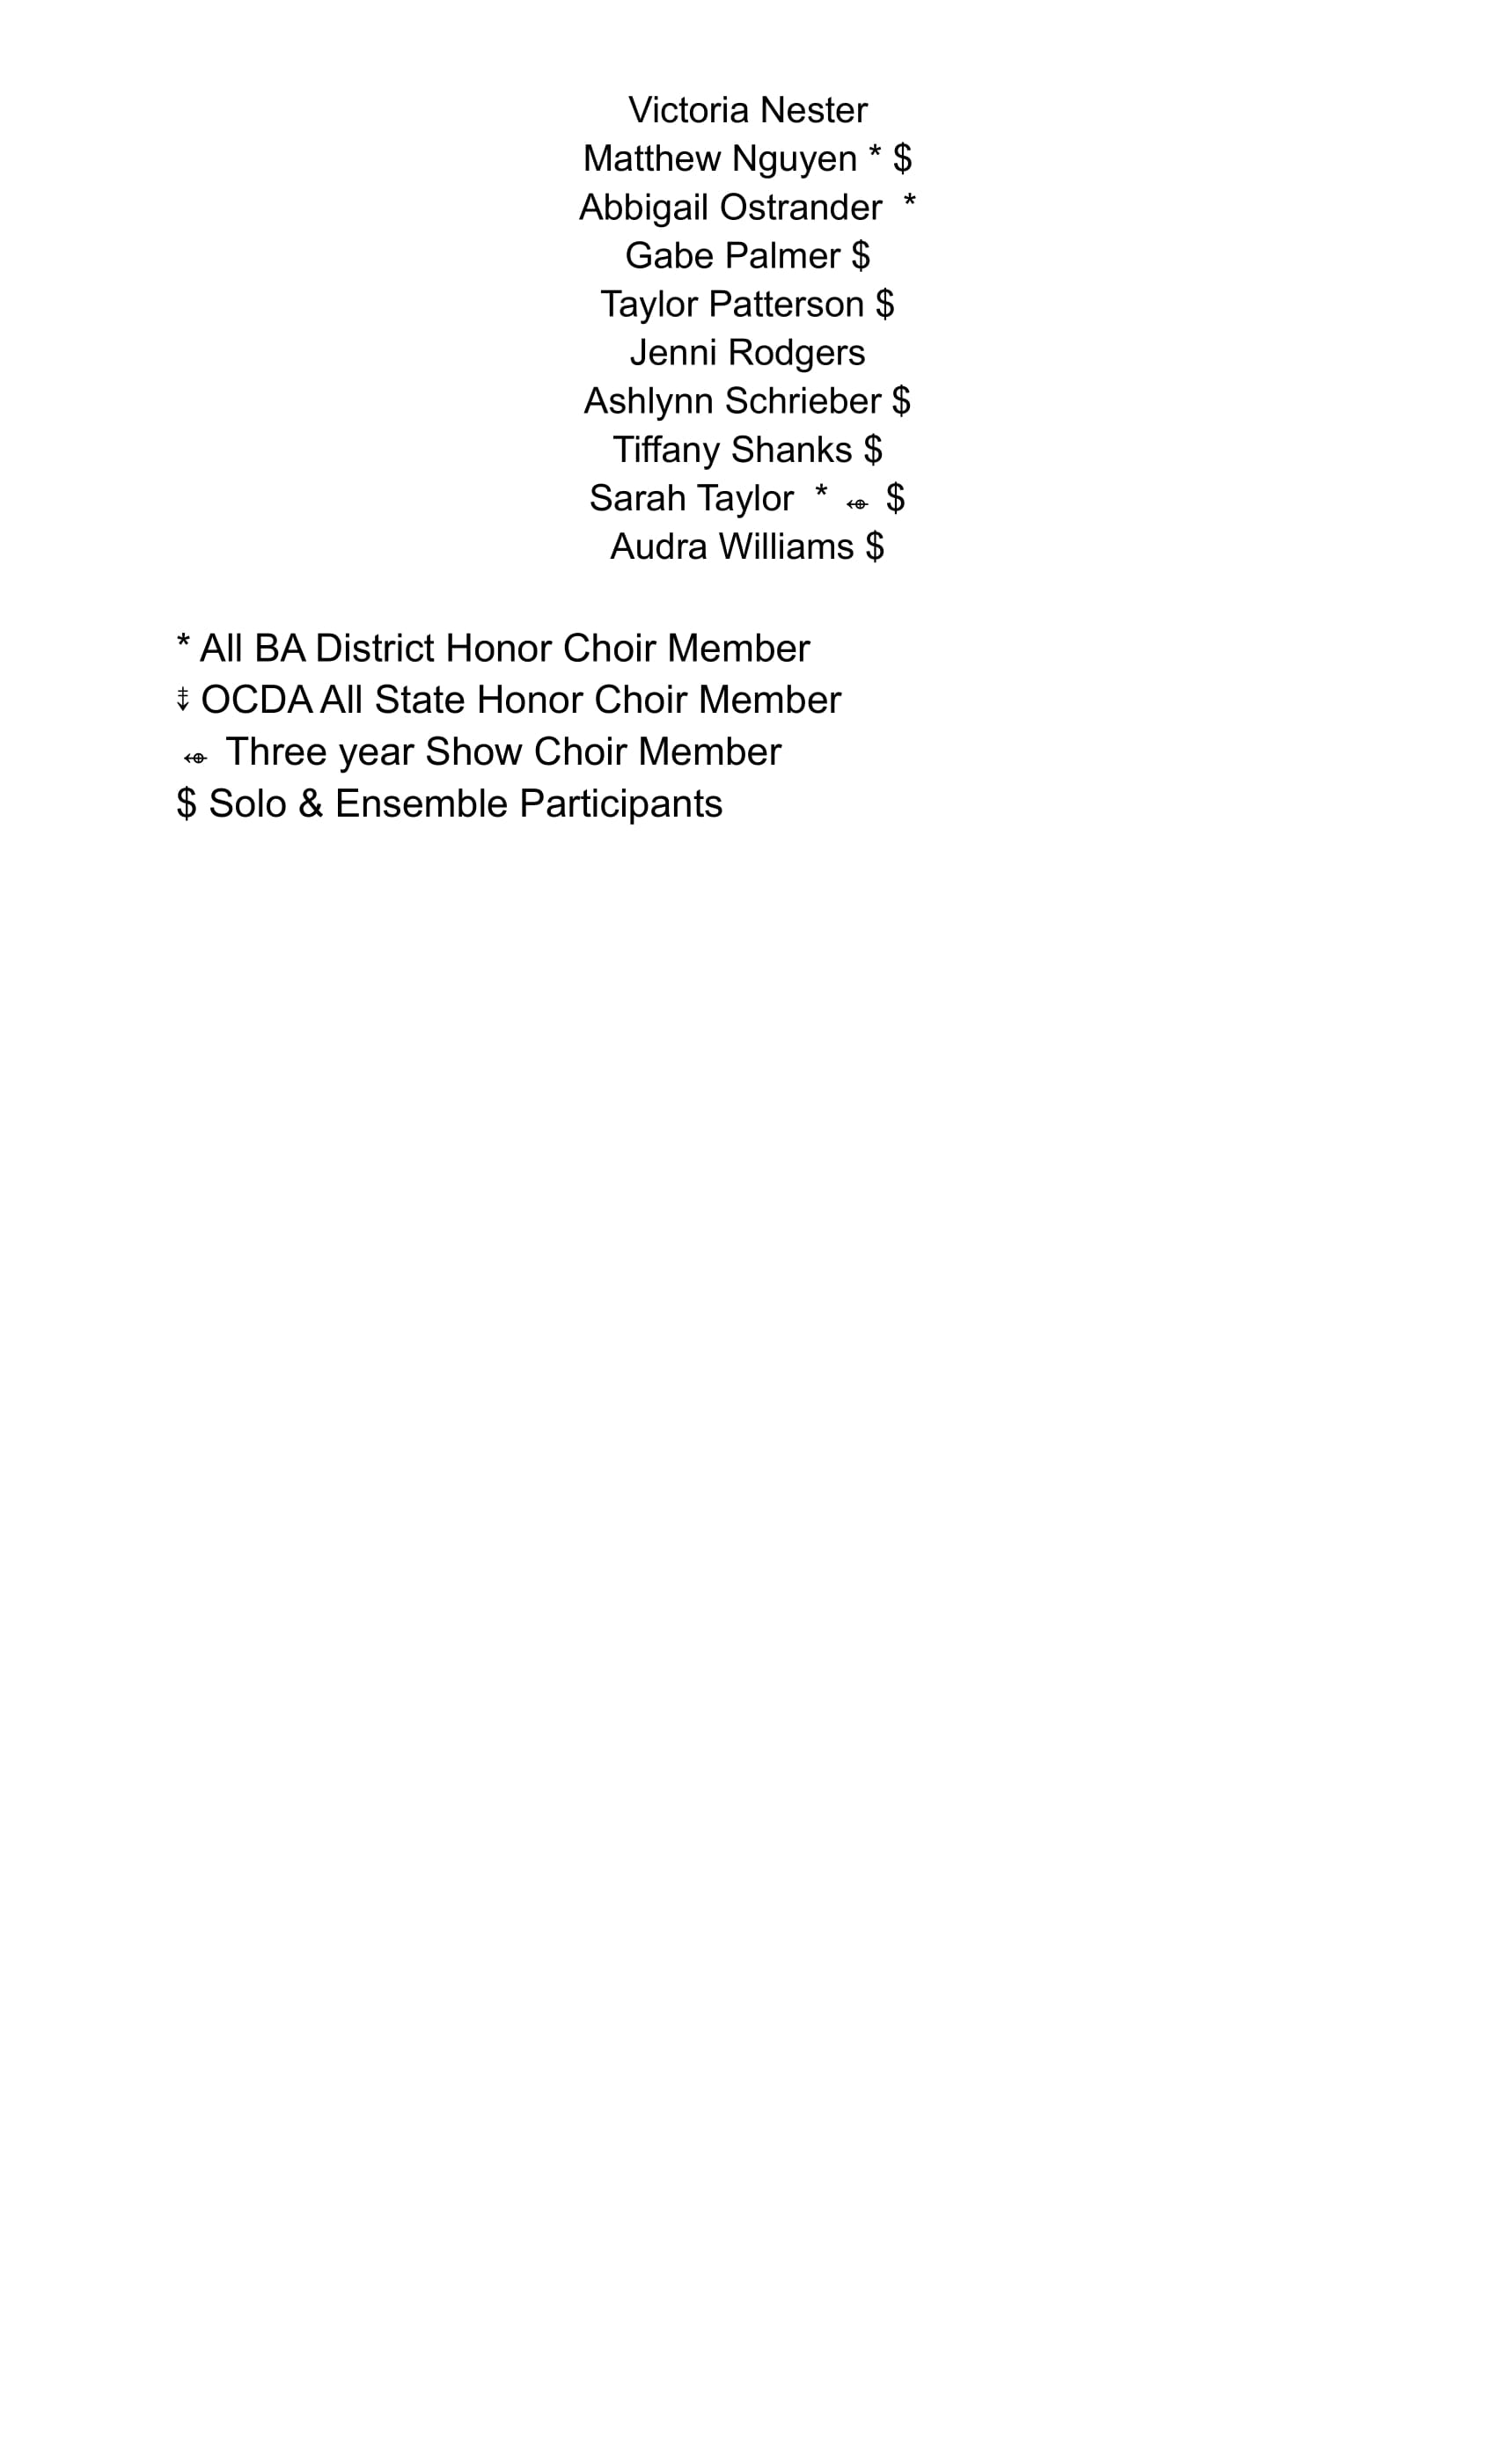 Victoria Nester
Matthew Nguyen * $
Abbigail Ostrander *
Gabe Palmer $
Taylor Patterson $
Jenni Rodgers
Ashlynn Schrieber $
Tiffany Shanks $
Sarah Taylor * ⬵ $
Audra Williams $
* All BA District Honor Choir Member
⤈ OCDA All State Honor Choir Member
⬵ Three year Show Choir Member
$ Solo & Ensemble Participants